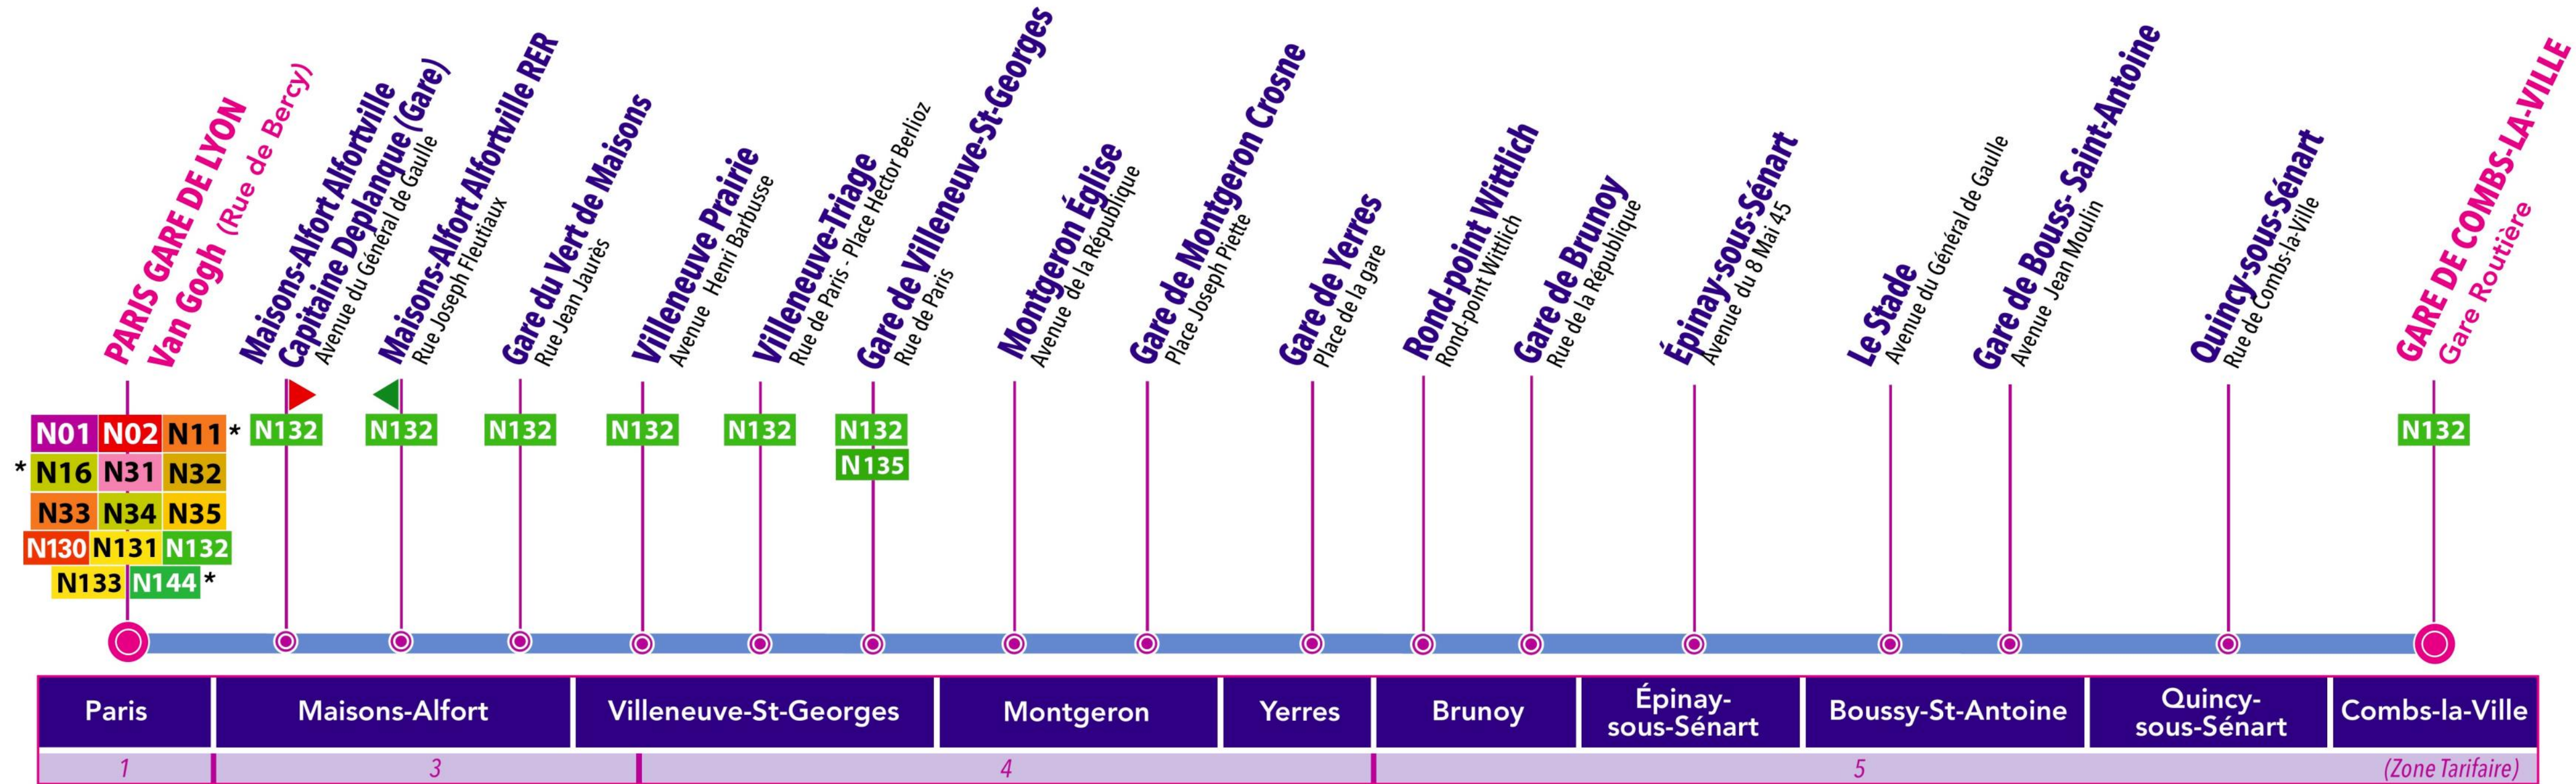 PARIS GARE DE LYON
Van Gogh (Rue de Bercy)
Maisons-Alfort Alfortville
Capitaine Deplanque (Gare)
Avenue du Général de Gaulle
Maisons-Alfort Alfortville RER
Rue Joseph Fleutiaux
Gare du Vert de Maisons
Rue Jean Jaurès
Villeneuve Prairie
Avenue Henri Barbusse
Villeneuve-Triage
Rue de Paris - Place Hector Berlioz
Gare de Villeneuve-St-Georges
Rue de Paris
Montgeron Église
Avenue de la République
Gare de Montgeron Crosne
Place Joseph Piette
Gare de Yerres
Place de la gare
Rond-point Wittlich
Rond-point Wittlich
Gare de Brunoy
Rue de la République
Épinay-sous-Sénart
Avenue du 8 Mai 45
Le Stade
Avenue du Général de Gaulle
Gare de Bouss- Saint-Antoine
Avenue Jean Moulin
Quincy-sous-Sénart
Rue de Combs-la-Ville
GARE DE COMBS-LA-VILLE
Gare Routière
N01 N02 N11 *
* N16 N31 N32
N33 N34 N35
N130 N131 N132
N133 N144 *
N132
N132
N132
N132
N132
N132
N135
N132
Paris
Maisons-Alfort
Villeneuve-St-Georges
Montgeron
Yerres
Brunoy
Épinay-
sous-Sénart
Boussy-St-Antoine
Quincy-
sous-Sénart
Combs-la-Ville
1
3
4
5
(Zone Tarifaire)